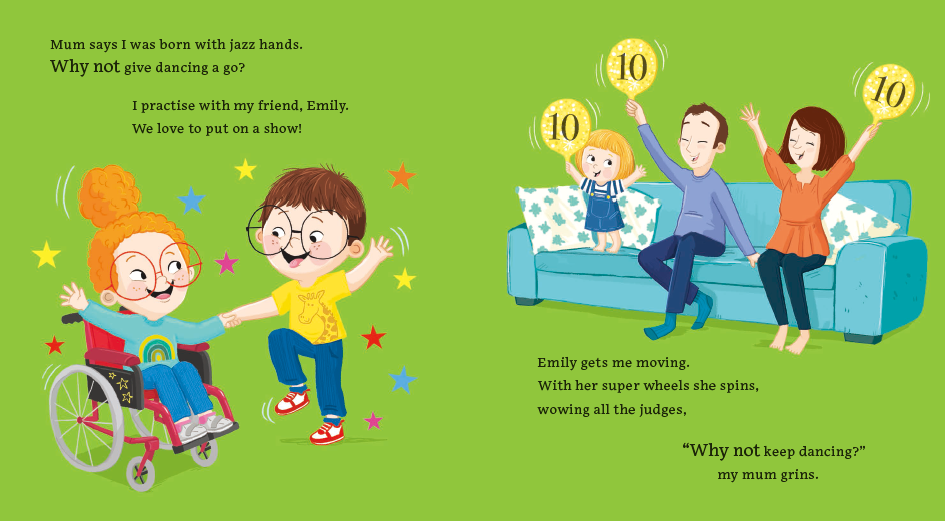 Mum says I was born with jazz hands.
Why not give dancing a go?
I practise with my friend, Emily.
We love to put on a show!
10
10
10
Emily gets me moving.
With her super wheels she spins,
wowing all the judges,
“Why not keep dancing?”
my mum grins.